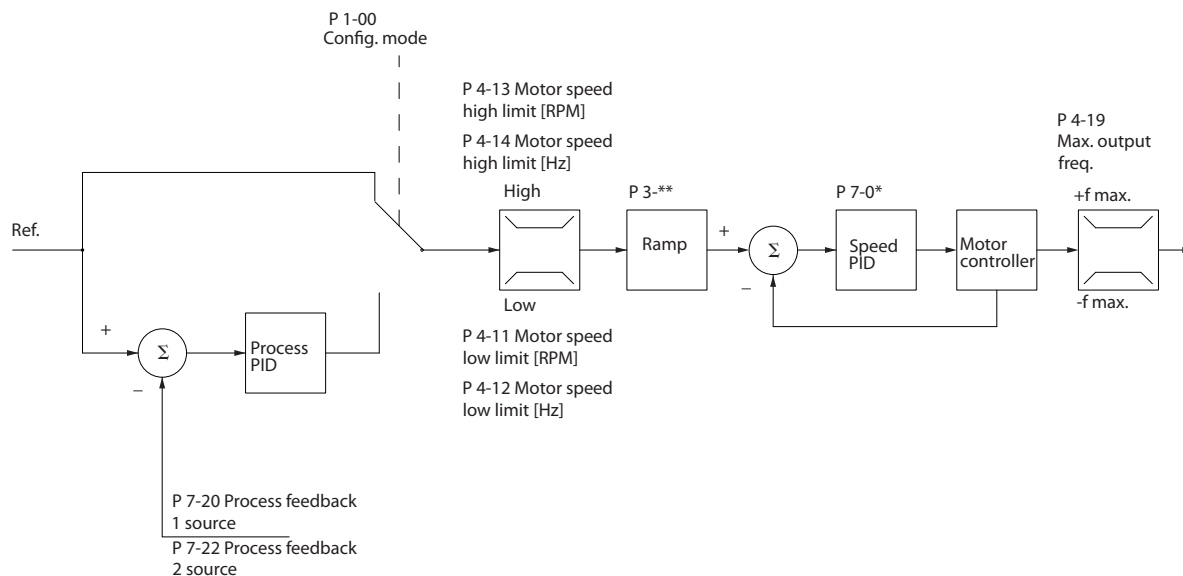 P 1-00
Config. mode
P 4-13 Motor speed
high limit [RPM]
P 4-14 Motor speed
high limit [Hz]
P 4-19
Max. output
freq.
High
P 3-**
P 7-0*
+f max.
Ref.
Ramp
+
Σ
Speed
PID
Motor
controller
–
Low
-f max.
+
Σ
Process
PID
–
P 4-11 Motor speed
low limit [RPM]
P 4-12 Motor speed
low limit [Hz]
P 7-20 Process feedback
1 source
P 7-22 Process feedback
2 source